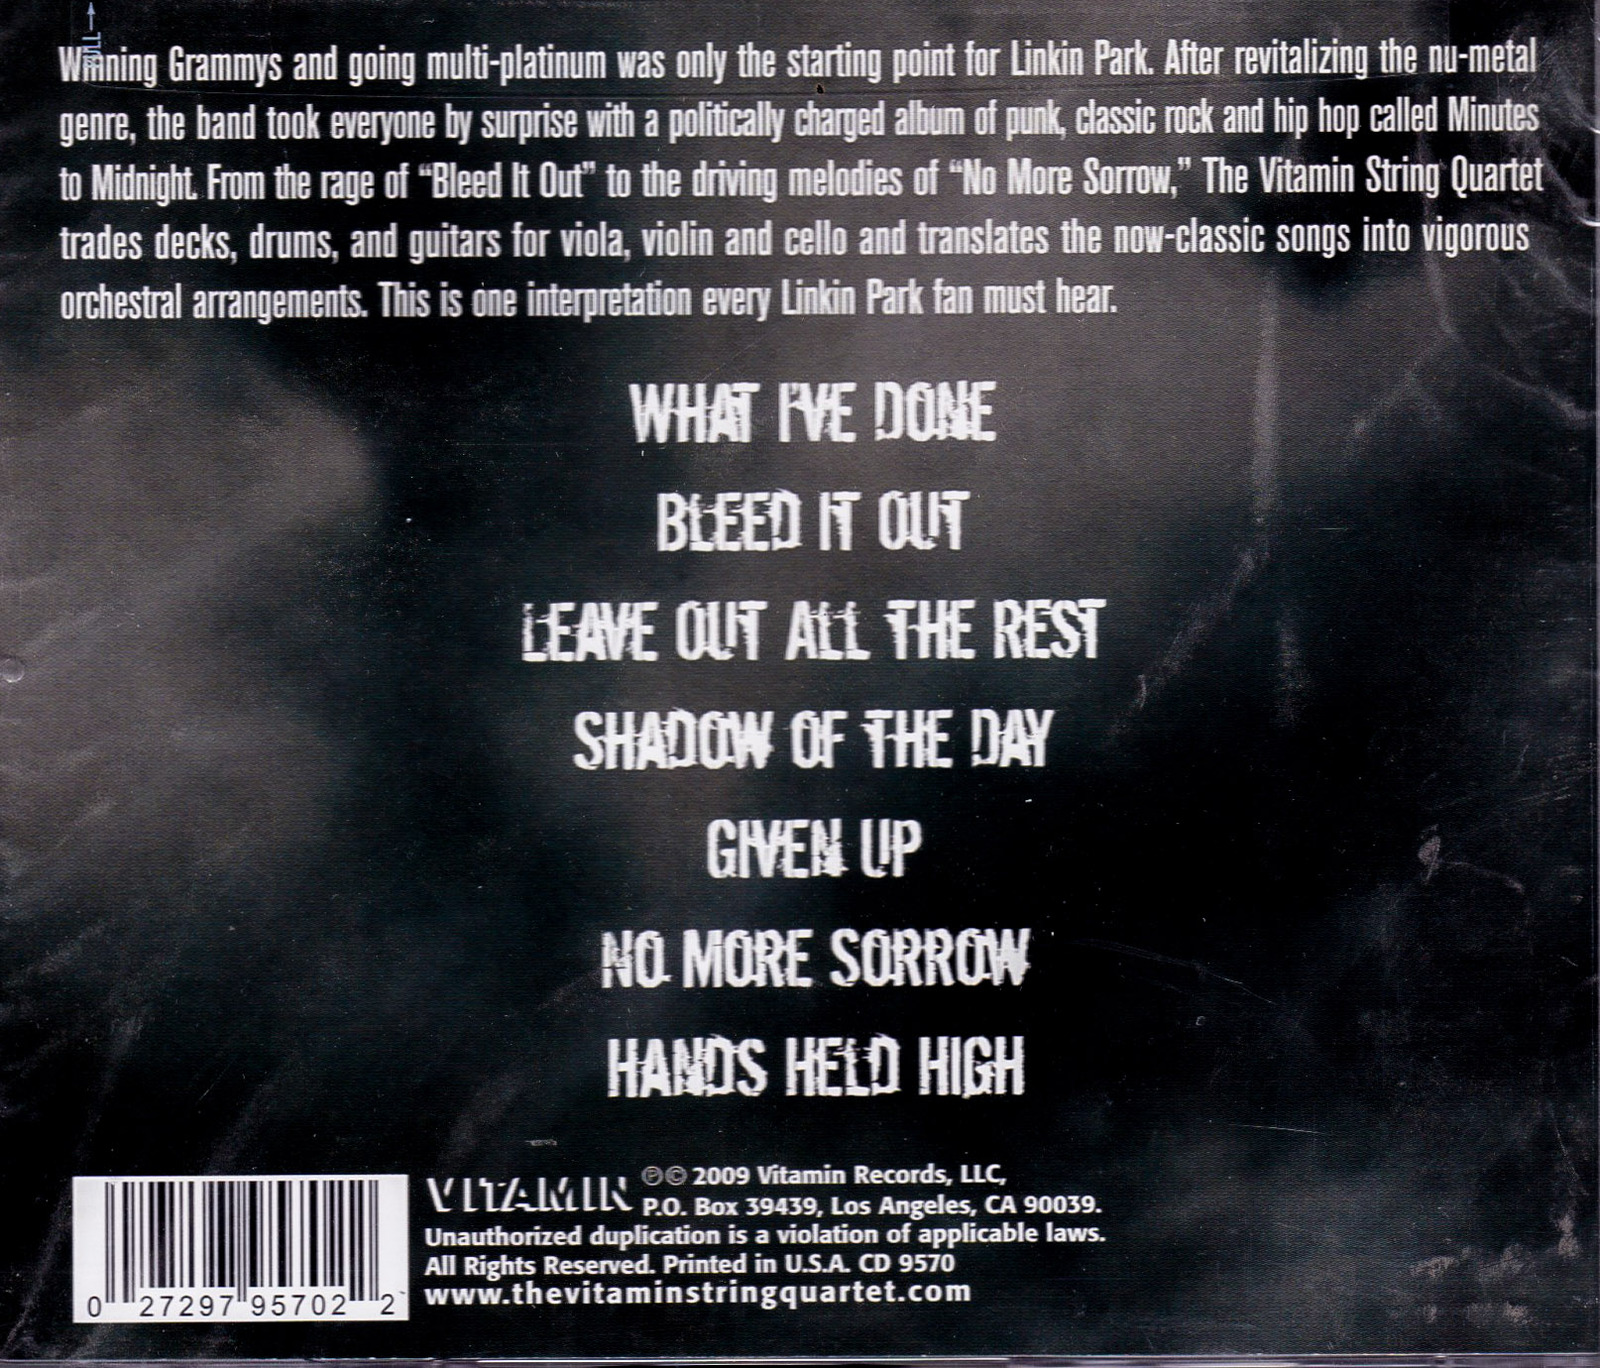 PULL
Winning Grammys and going multi-platinum was only the starting point for Linkin Park. After revitalizing the nu-metal
genre, the band took everyone by surprise with a politically charged album of punk, classic rock and hip hop called Minutes
to Midnight. From the rage of “Bleed It Out” to the driving melodies of “No More Sorrow,” The Vitamin String Quartet
trades decks, drums, and guitars for viola, violin and cello and translates the now-classic songs into vigorous
orchestral arrangements. This is one interpretation every Linkin Park fan must hear.
WHAT I'VE DONE
BLEED IT OUT
LEAVE OUT ALL THE REST
SHADOW OF THE DAY
GIVEN UP
NO MORE SORROW
HANDS HELD HIGH
VITAMIN ℗© 2009 Vitamin Records, LLC,
P.O. Box 39439, Los Angeles, CA 90039.
Unauthorized duplication is a violation of applicable laws.
All Rights Reserved. Printed in U.S.A. CD 9570
www.thevitaminstringquartet.com
0 27297 95702 2